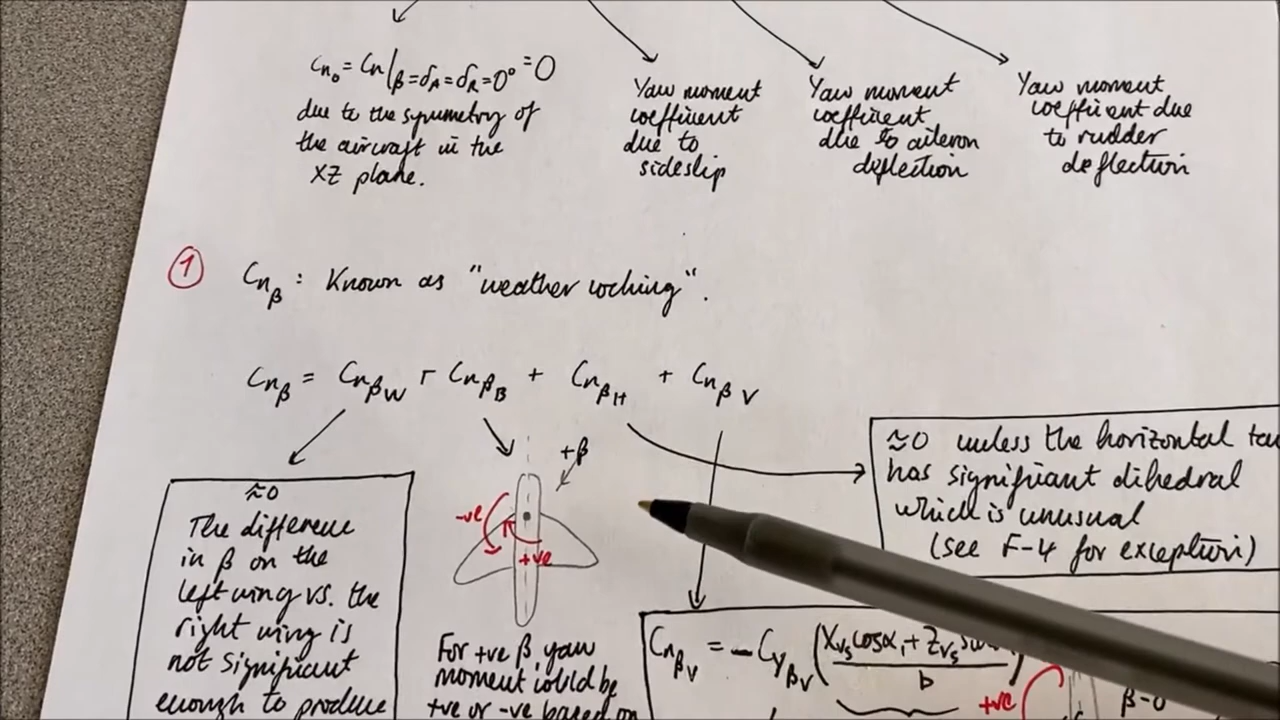 Cn₀ = Cn|β=δA=δR=0° = 0
due to the symmetry of
the aircraft in the
XZ plane.
Yaw moment
coefficient
due to
sideslip
Yaw moment
coefficient
due to aileron
deflection
Yaw moment
coefficient due
to rudder
deflection
① Cnβ : Known as "weather cocking".
Cnβ = CnβW + CnβB + CnβH + CnβV
≈0
The difference
in β on the
left wing vs. the
right wing is
not significant
enough to produce
+β
-ve
+ve
For +ve β yaw
moment could be
+ve or -ve based on
≈0 unless the horizontal
has significant dihedral
which is unusual
(see F-4 for exception)
CnβV = -CyβV (XVs cosα, + ZVs
b
+ve
β-σ